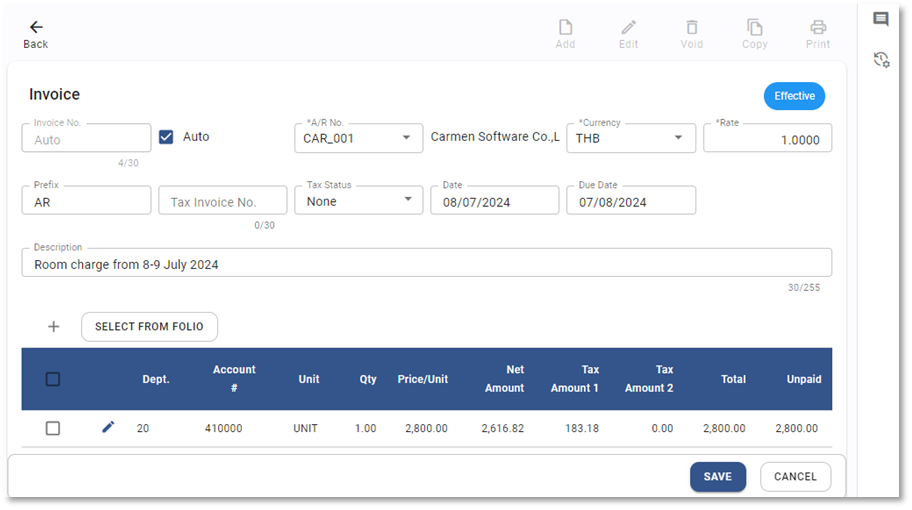 Back
Add Edit Void Copy Print
Invoice
Effective
Invoice No. *A/R No. *Currency *Rate
Auto Auto CAR_001 Carmen Software Co.,L THB 1.0000
4/30
Prefix Tax Status Date Due Date
AR Tax Invoice No. None 08/07/2024 07/08/2024
0/30
Description
Room charge from 8-9 July 2024
30/255
+ SELECT FROM FOLIO
Dept. Account # Unit Qty Price/Unit Net Amount Tax Amount 1 Tax Amount 2 Total Unpaid
20 410000 UNIT 1.00 2,800.00 2,616.82 183.18 0.00 2,800.00 2,800.00
SAVE CANCEL